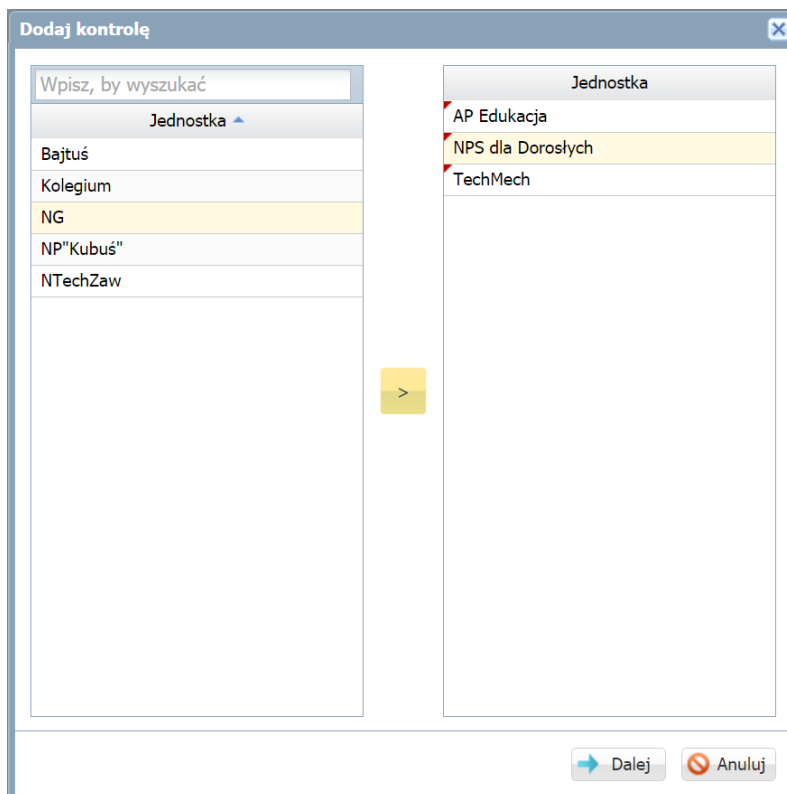 Dodaj kontrolę
Wpisz, by wyszukać
Jednostka
Bajtuś
Kolegium
NG
NP"Kubuś"
NTechZaw
>
Jednostka
AP Edukacja
NPS dla Dorosłych
TechMech
Dalej
Anuluj